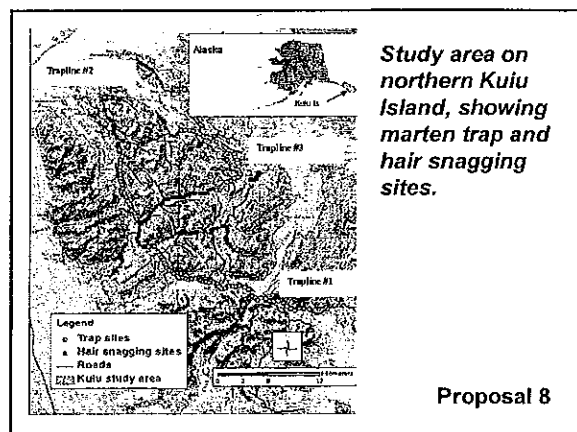 Trapline #2
Alaska
Kuiu Is
Trapline #3
Trapline #1
Legend
Trap sites
Hair snagging sites
Roads
Kuiu study area
Study area on
northern Kuiu
Island, showing
marten trap and
hair snagging
sites.
Proposal 8